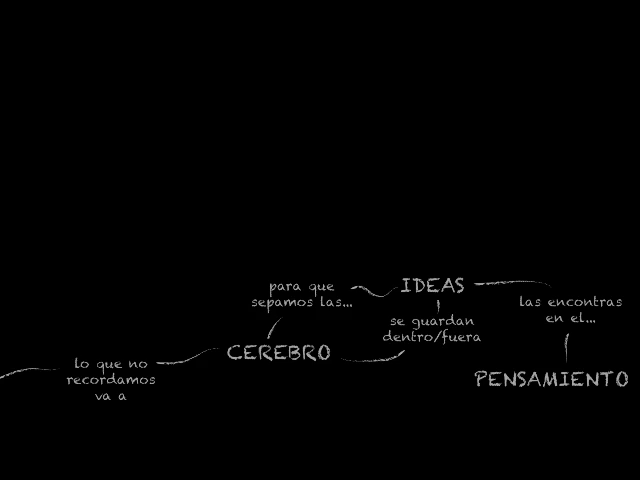 para que
sepamos las...
IDEAS
las encontras
en el...
se guardan
dentro/fuera
CEREBRO
lo que no
recordamos
va a
PENSAMIENTO